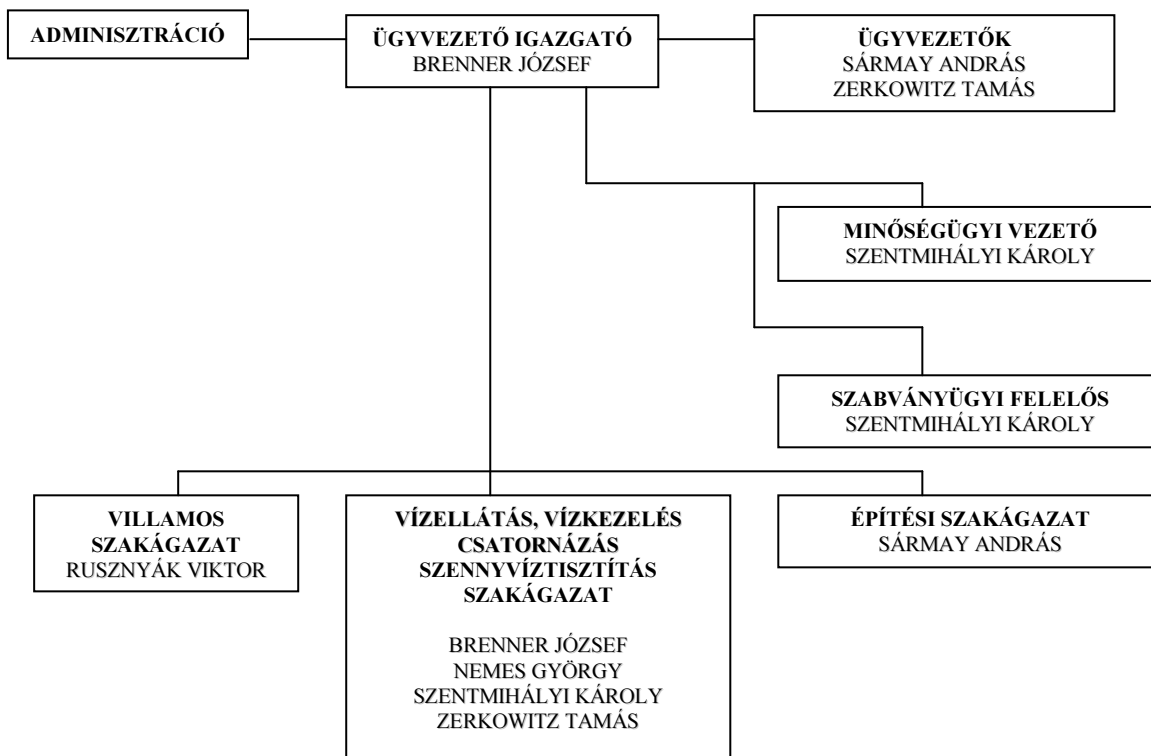 ADMINISZTRÁCIÓ
ÜGYVEZETŐ IGAZGATÓ
BRENNER JÓZSEF
ÜGYVEZETŐK
SÁRMAY ANDRÁS
ZERKOWITZ TAMÁS
MINŐSÉGÜGYI VEZETŐ
SZENTMIHÁLYI KÁROLY
SZABVÁNYÜGYI FELELŐS
SZENTMIHÁLYI KÁROLY
VILLAMOS
SZAKÁGAZAT
RUSZNYÁK VIKTOR
VÍZELLÁTÁS, VÍZKEZELÉS
CSATORNÁZÁS
SZENNYVÍZTISZTÍTÁS
SZAKÁGAZAT
BRENNER JÓZSEF
NEMES GYÖRGY
SZENTMIHÁLYI KÁROLY
ZERKOWITZ TAMÁS
ÉPÍTÉSI SZAKÁGAZAT
SÁRMAY ANDRÁS